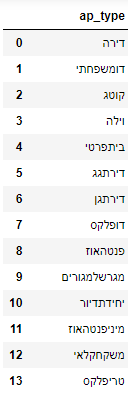 ap_type
0 דירה
1 דומשפחתי
2 קוטג
3 וילה
4 ביתפרטי
5 דירתגג
6 דירתגן
7 דופלקס
8 פנטהאוז
9 מגרשלמגורים
10 יחידתדיור
11 מיניפנטהאוז
12 משקחקלאי
13 טריפלקס